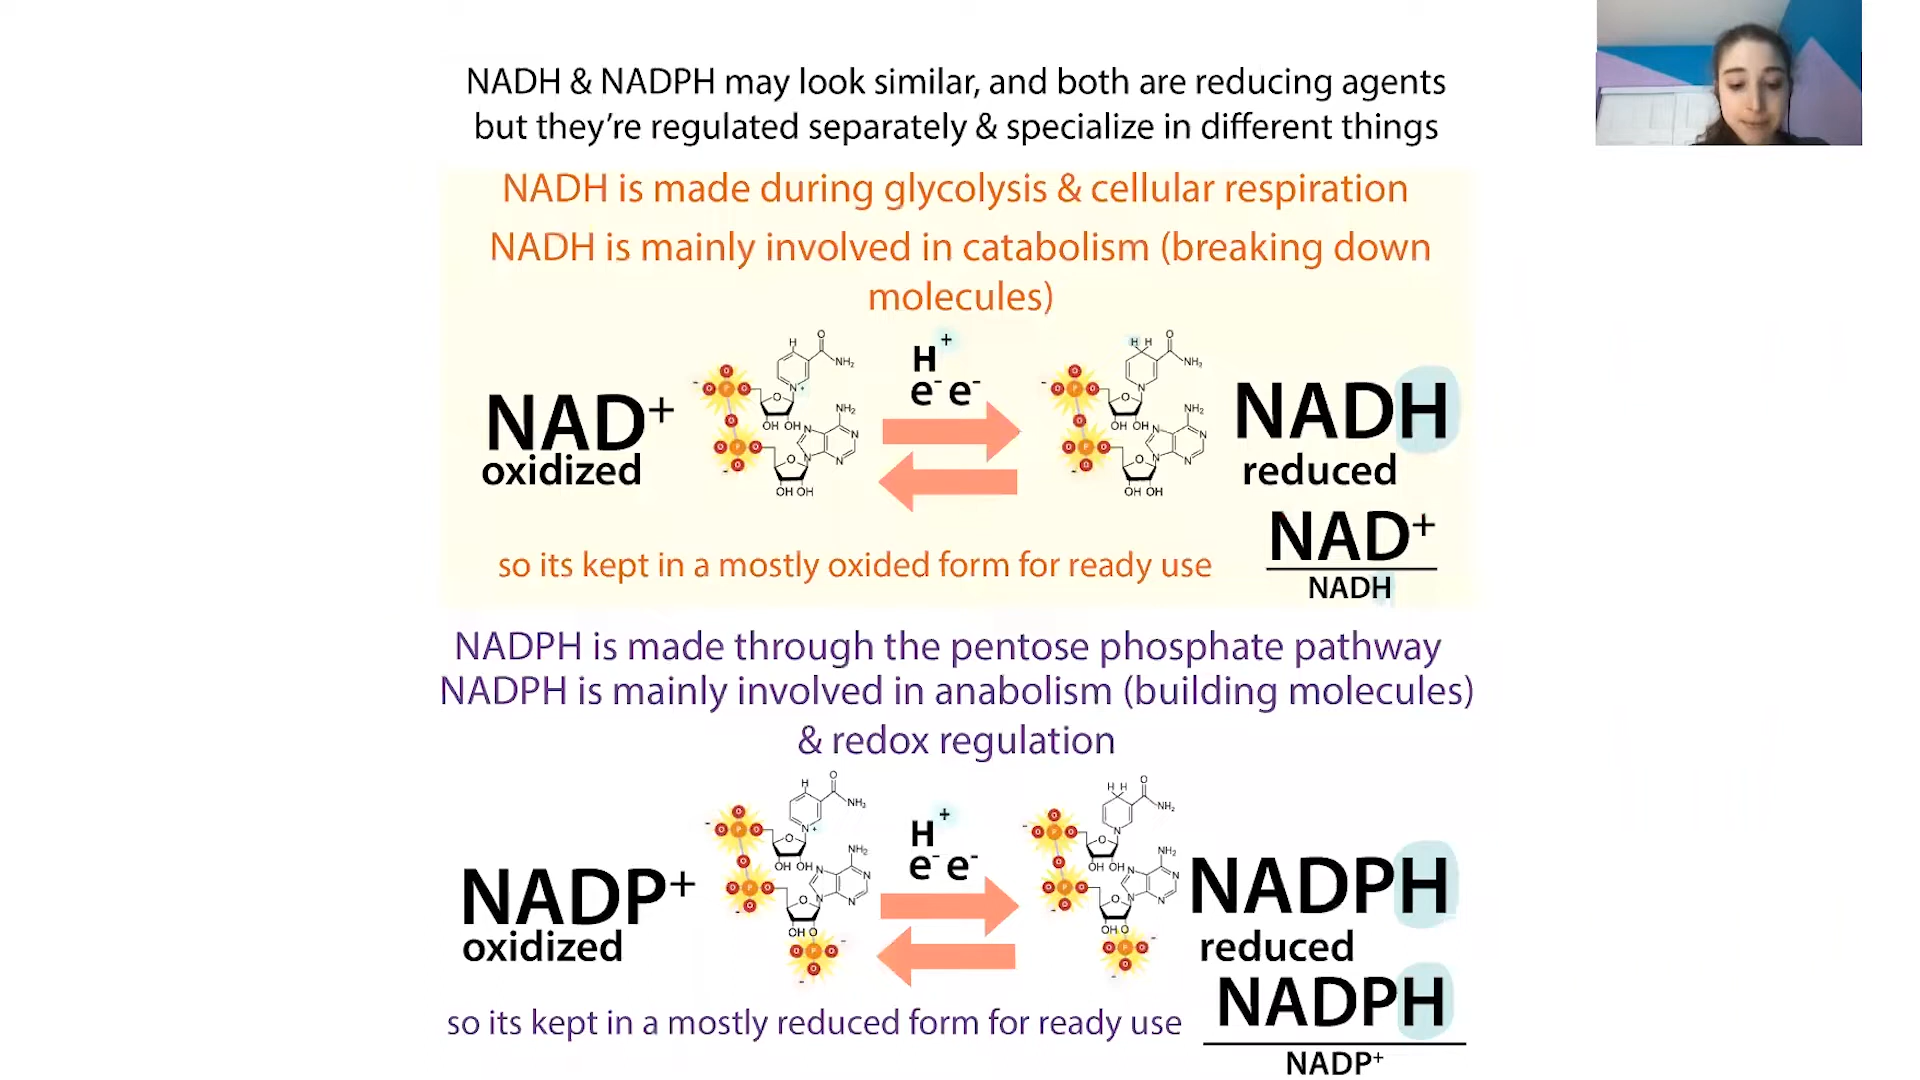 NADH & NADPH may look similar, and both are reducing agents
but they're regulated separately & specialize in different things
NADH is made during glycolysis & cellular respiration
NADH is mainly involved in catabolism (breaking down
molecules)
NAD+
oxidized
H+
e- e-
NADH
reduced
so its kept in a mostly oxided form for ready use
NAD+
NADH
NADPH is made through the pentose phosphate pathway
NADPH is mainly involved in anabolism (building molecules)
& redox regulation
NADP+
oxidized
H+
e- e-
NADPH
reduced
so its kept in a mostly reduced form for ready use
NADPH
NADP+